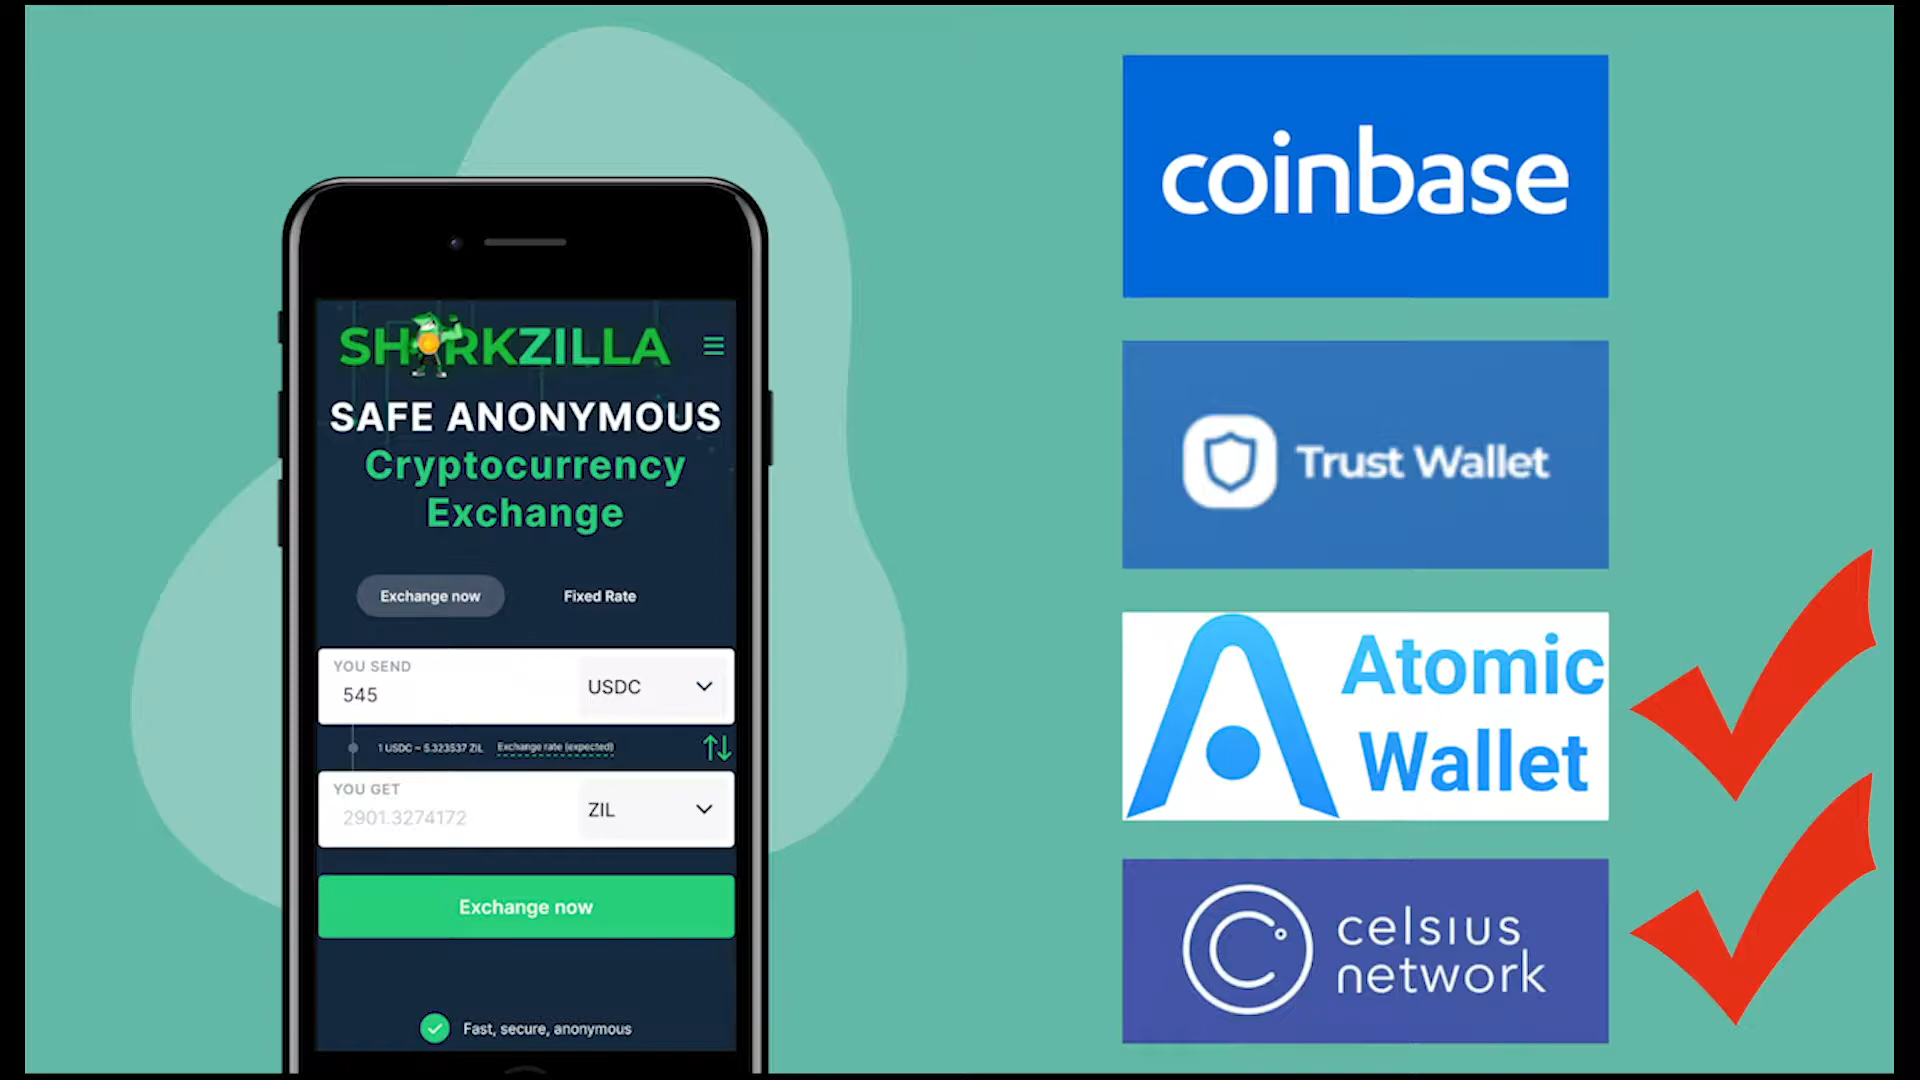 SHARKZILLA
SAFE ANONYMOUS
Cryptocurrency
Exchange
Exchange now
Fixed Rate
YOU SEND
545
USDC
1 USDC ~ 5.323537 ZIL
Exchange rate (expected)
YOU GET
2901.3274172
ZIL
Exchange now
Fast, secure, anonymous
coinbase
Trust Wallet
Atomic
Wallet
celsius
network